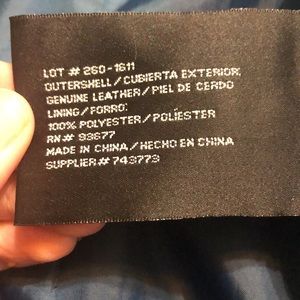 LOT # 260-1611
OUTERSHELL/CUBIERTA EXTERIOR:
GENUINE LEATHER/PIEL DE CERDO
LINING/FORRO:
100% POLYESTER/POLIESTER
RN# 93677
MADE IN CHINA/HECHO EN CHINA
SUPPLIER# 743773